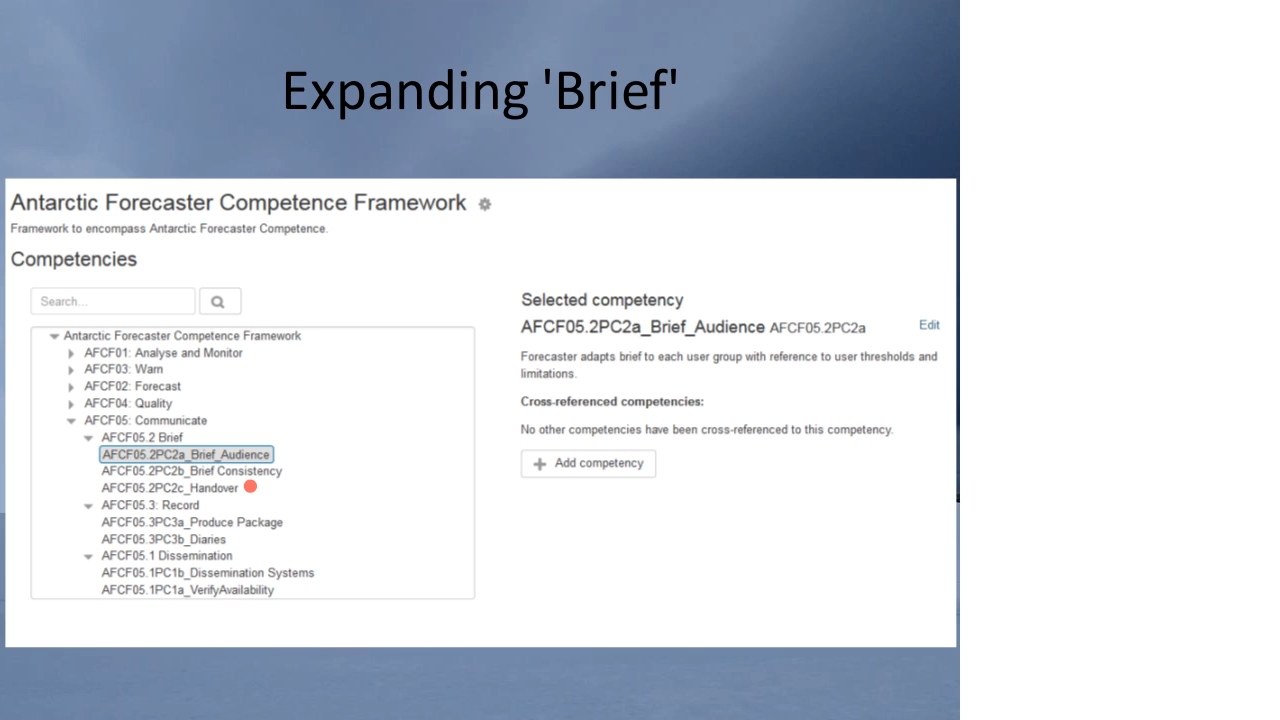 Expanding 'Brief'
Antarctic Forecaster Competence Framework
Framework to encompass Antarctic Forecaster Competence.
Competencies
Search...
Antarctic Forecaster Competence Framework
AFCF01: Analyse and Monitor
AFCF03: Warn
AFCF02: Forecast
AFCF04: Quality
AFCF05: Communicate
AFCF05.2 Brief
AFCF05.2PC2a_Brief_Audience
AFCF05.2PC2b_Brief Consistency
AFCF05.2PC2c_Handover
AFCF05.3: Record
AFCF05.3PC3a_Produce Package
AFCF05.3PC3b_Diaries
AFCF05.1 Dissemination
AFCF05.1PC1b_Dissemination Systems
AFCF05.1PC1a_VerifyAvailability
Selected competency
AFCF05.2PC2a_Brief_Audience AFCF05.2PC2a Edit
Forecaster adapts brief to each user group with reference to user thresholds and
limitations.
Cross-referenced competencies:
No other competencies have been cross-referenced to this competency.
Add competency